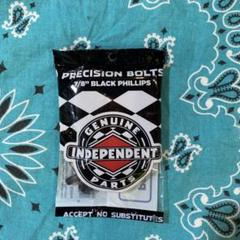 PRECISION BOLTS
7/8" BLACK PHILLIPS
GENUINE
INDEPENDENT
PARTS
ACCEPT NO SUBSTITUTES